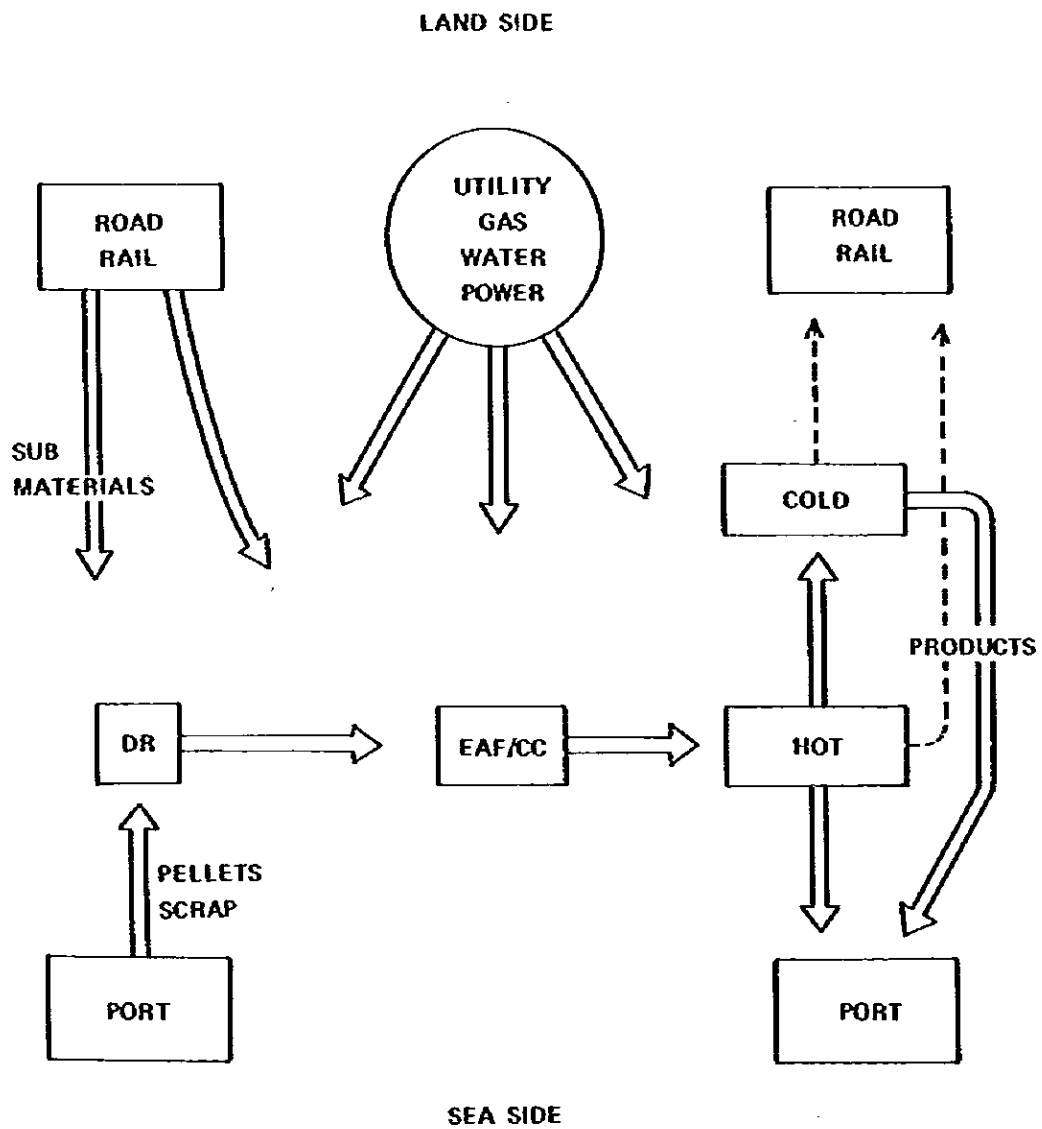 LAND SIDE
ROAD
RAIL
UTILITY
GAS
WATER
POWER
ROAD
RAIL
SUB
MATERIALS
COLD
PRODUCTS
DR
EAF/CC
HOT
PELLETS
SCRAP
PORT
PORT
SEA SIDE